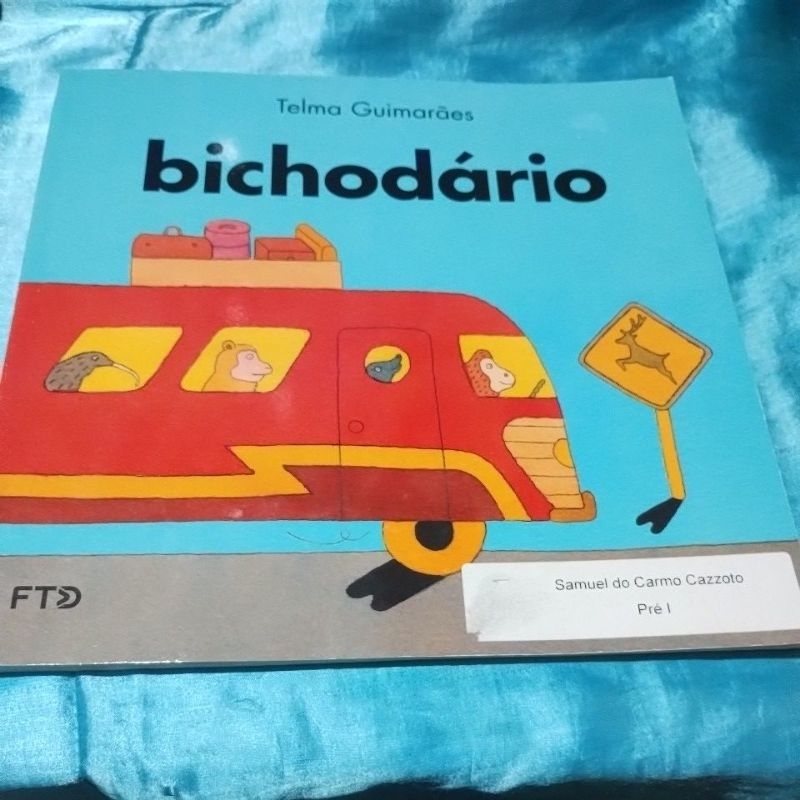 Telma Guimarães
bichodário
FTD
Samuel do Carmo Cazzoto
Pré I